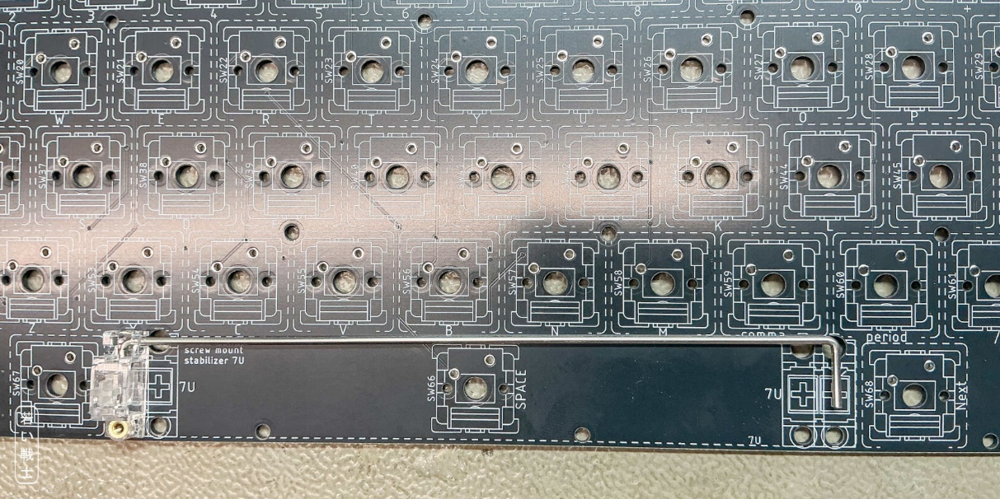 2
3
4
5
6
7
8
9
0
+
SW20
SW21
SW22
SW23
SW24
SW25
SW26
SW27
SW28
SW29
W
E
R
T
Y
U
I
O
P
SW37
SW38
SW39
SW40
SW44
SW45
S
D
K
L
SW53
SW54
SW55
SW56
SW57
SW58
SW59
SW60
SW61
Z
C
V
B
N
M
comma
period
screw mount
stabilizer 7U
SW67
7U
SW66
SPACE
7U
SW68
Next
7U